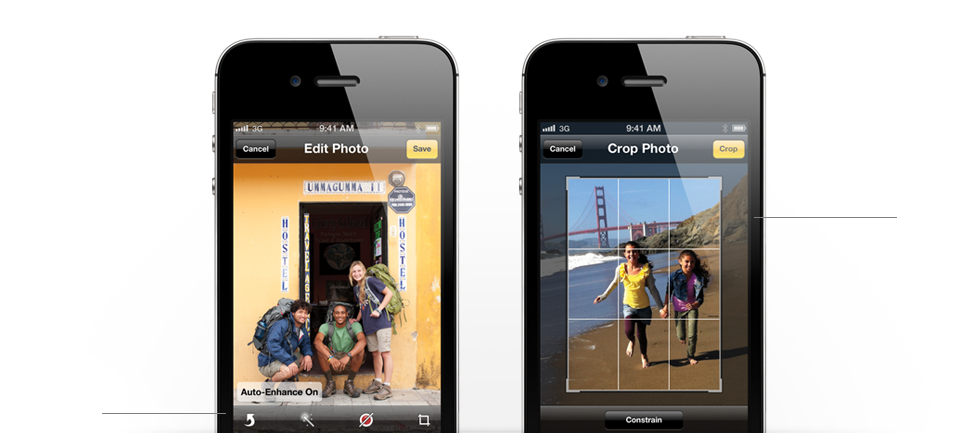 3G 9:41 AM
Cancel Edit Photo Save
UMMAGUMMA II
HOSTEL
HOSTEL
Auto-Enhance On
3G 9:41 AM
Cancel Crop Photo Crop
Constrain